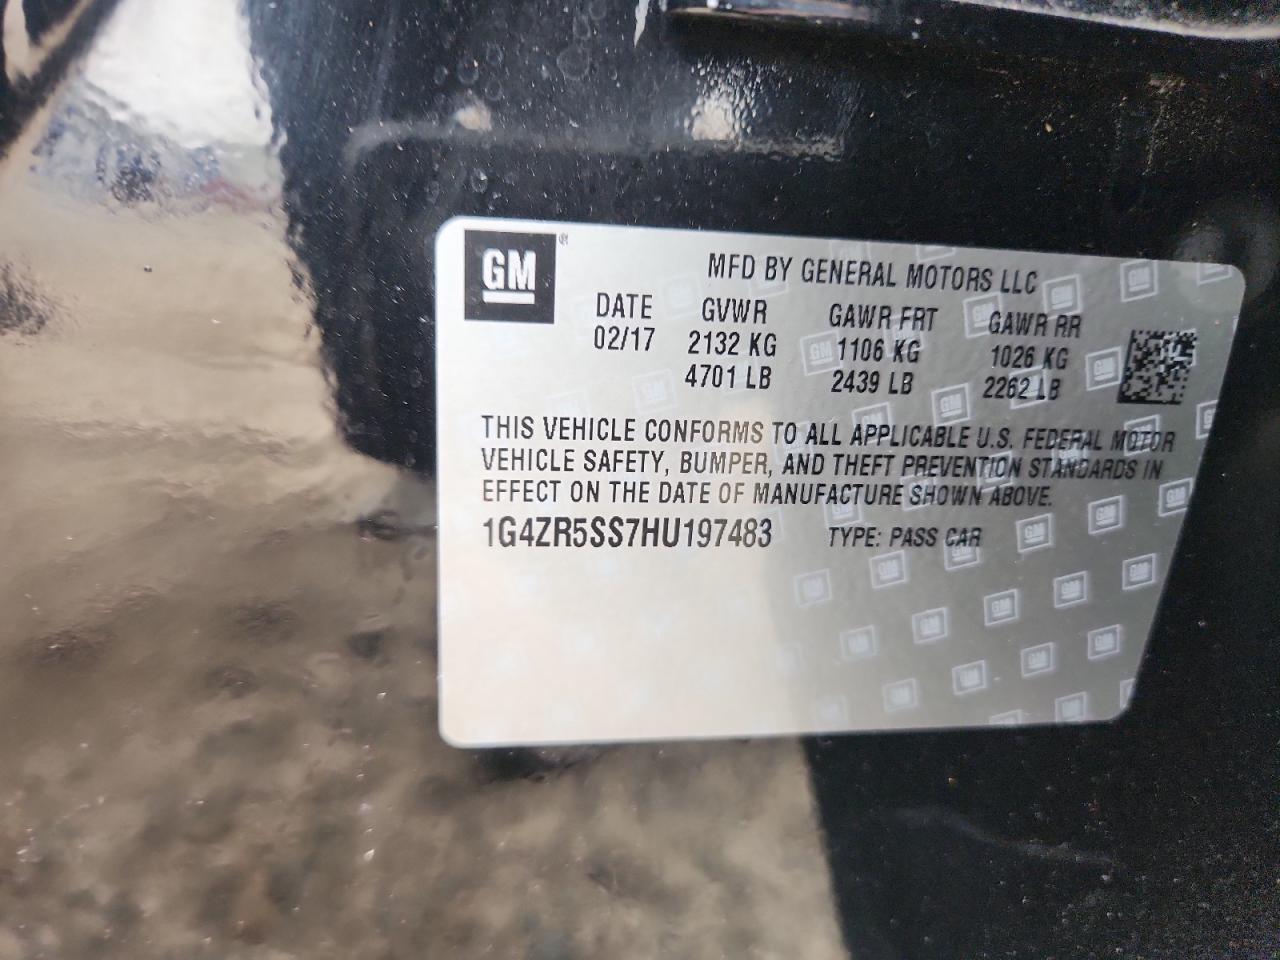 GM ®
MFD BY GENERAL MOTORS LLC
DATE GVWR GAWR FRT GAWR RR
02/17 2132 KG 1106 KG 1026 KG
4701 LB 2439 LB 2262 LB
THIS VEHICLE CONFORMS TO ALL APPLICABLE U.S. FEDERAL MOTOR
VEHICLE SAFETY, BUMPER, AND THEFT PREVENTION STANDARDS IN
EFFECT ON THE DATE OF MANUFACTURE SHOWN ABOVE.
1G4ZR5SS7HU197483 TYPE: PASS CAR